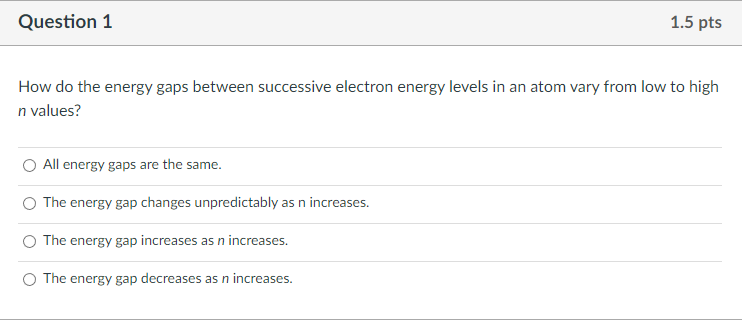 Question 1
1.5 pts
How do the energy gaps between successive electron energy levels in an atom vary from low to high
n values?
All energy gaps are the same.
The energy gap changes unpredictably as n increases.
The energy gap increases as n increases.
The energy gap decreases as n increases.